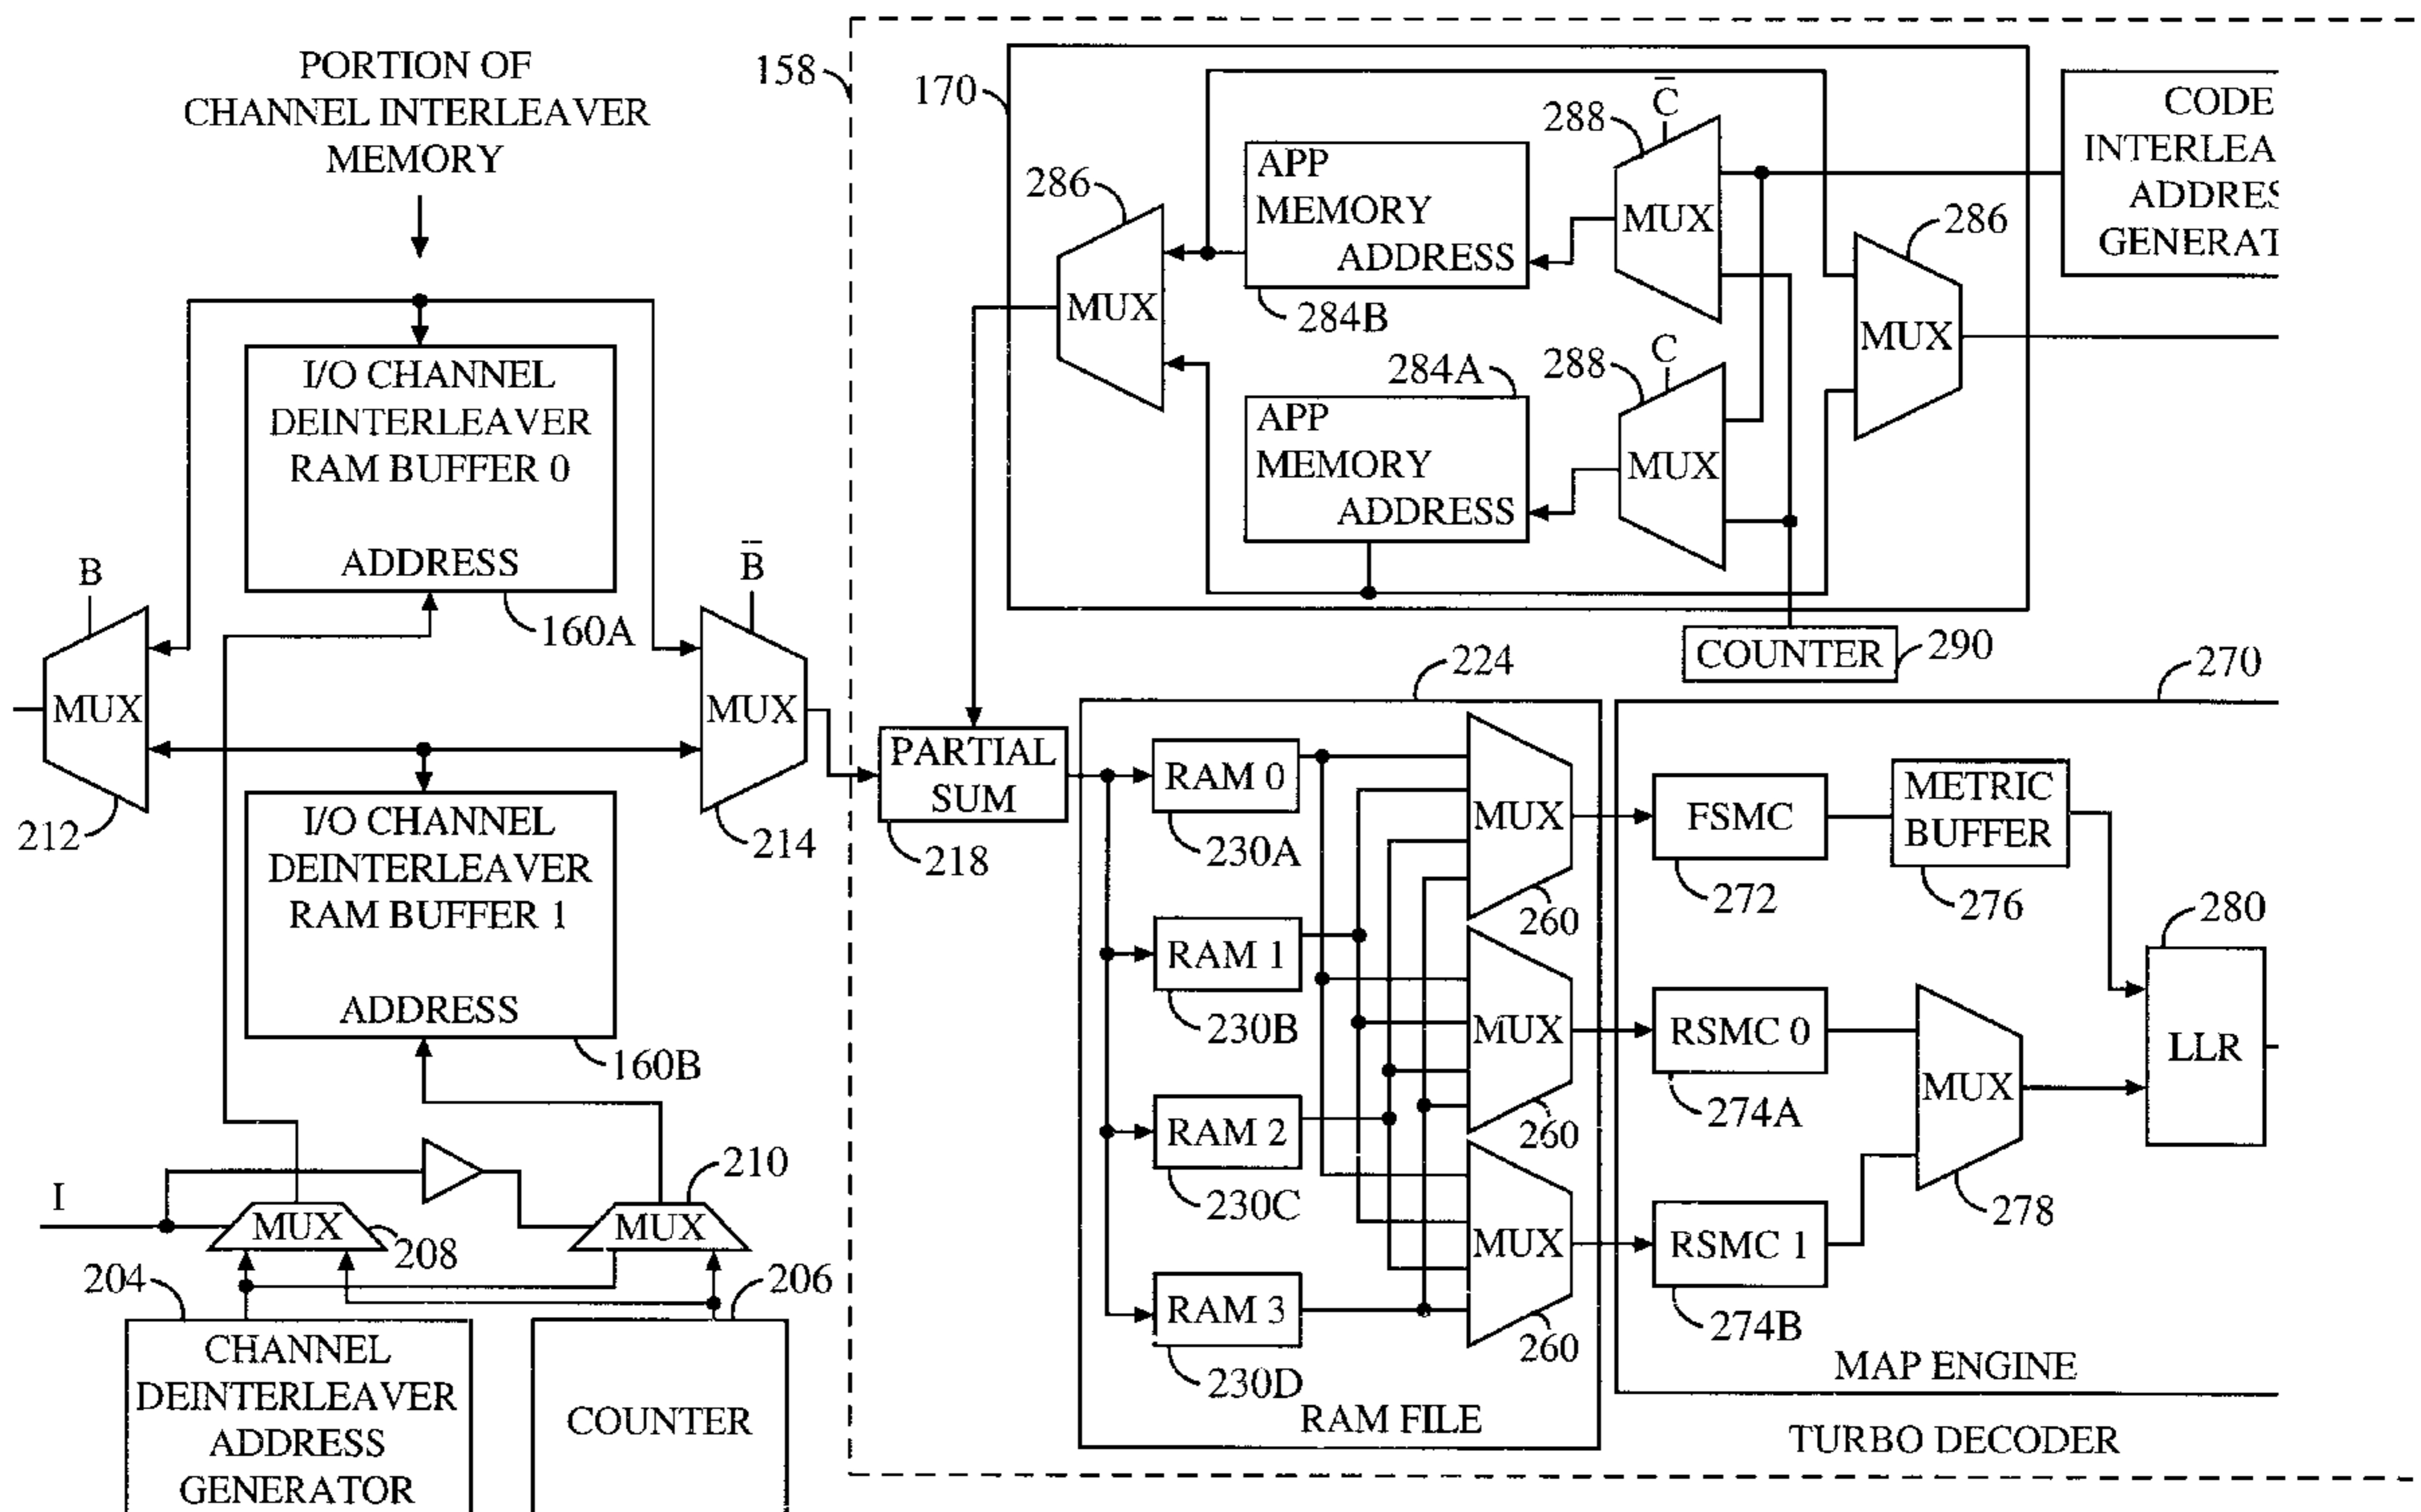 PORTION OF
CHANNEL INTERLEAVER
MEMORY
I/O CHANNEL
DEINTERLEAVER
RAM BUFFER 0
ADDRESS
160A
B
MUX
212
B̅
MUX
214
I/O CHANNEL
DEINTERLEAVER
RAM BUFFER 1
ADDRESS
160B
I
MUX
208
MUX
210
204
CHANNEL
DEINTERLEAVER
ADDRESS
GENERATOR
206
COUNTER
158
170
286
MUX
APP
MEMORY
ADDRESS
284B
288
C̅
MUX
284A
APP
MEMORY
ADDRESS
288
C
MUX
286
MUX
CODE
INTERLEA
ADDRES
GENERAT
COUNTER
290
PARTIAL
SUM
218
224
RAM 0
230A
RAM 1
230B
RAM 2
230C
RAM 3
230D
MUX
260
MUX
260
MUX
260
RAM FILE
270
FSMC
272
METRIC
BUFFER
276
RSMC 0
274A
RSMC 1
274B
MUX
278
280
LLR
MAP ENGINE
TURBO DECODER